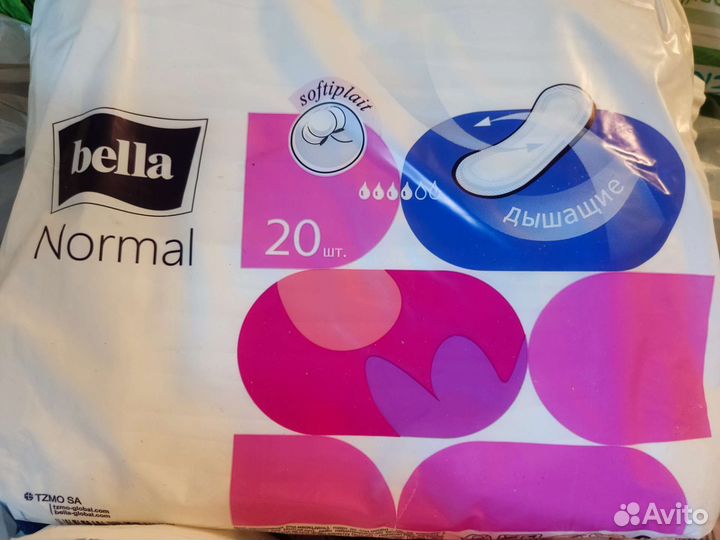 softiplait
bella
Normal
20 шт.
дышащие
TZMO SA
tzmo-global.com
bella-global.com
Avito